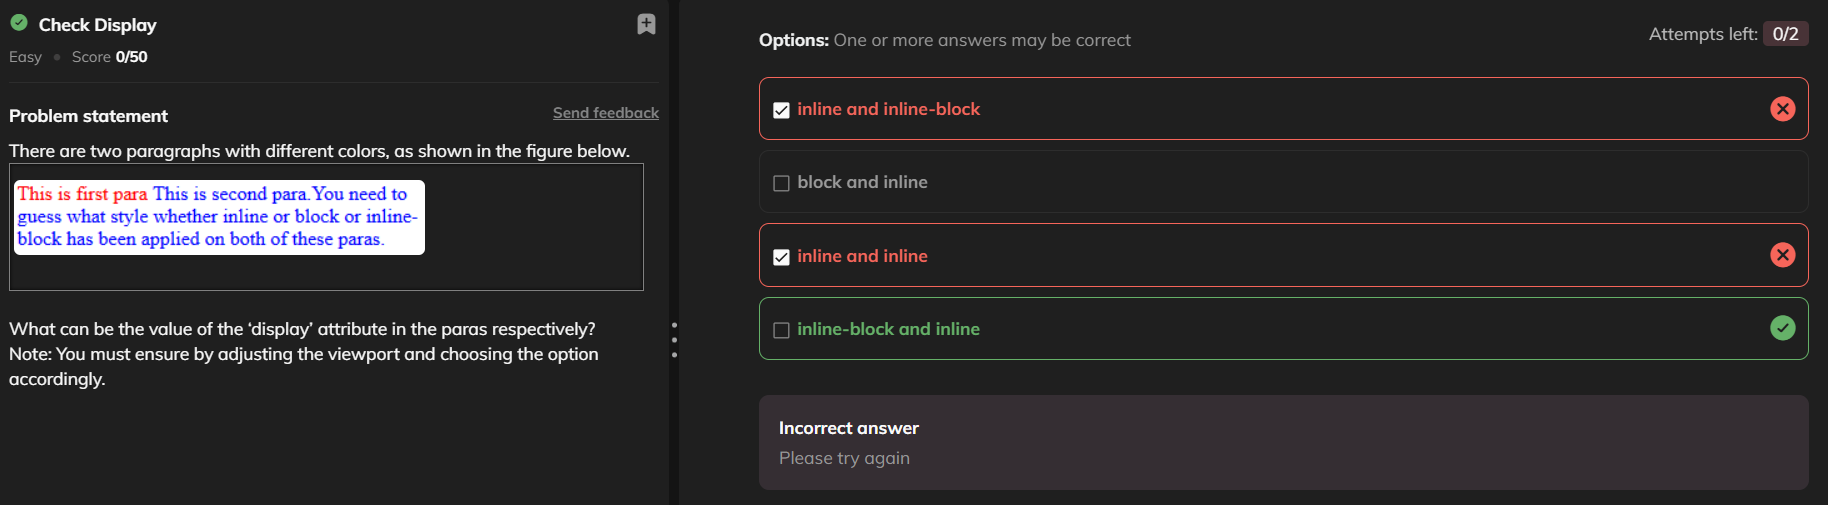 Check Display
Easy • Score 0/50
Problem statement
Send feedback
There are two paragraphs with different colors, as shown in the figure below.
This is first para This is second para.You need to
guess what style whether inline or block or inline-
block has been applied on both of these paras.
What can be the value of the ‘display’ attribute in the paras respectively?
Note: You must ensure by adjusting the viewport and choosing the option
accordingly.
Options: One or more answers may be correct
Attempts left: 0/2
inline and inline-block
block and inline
inline and inline
inline-block and inline
Incorrect answer
Please try again